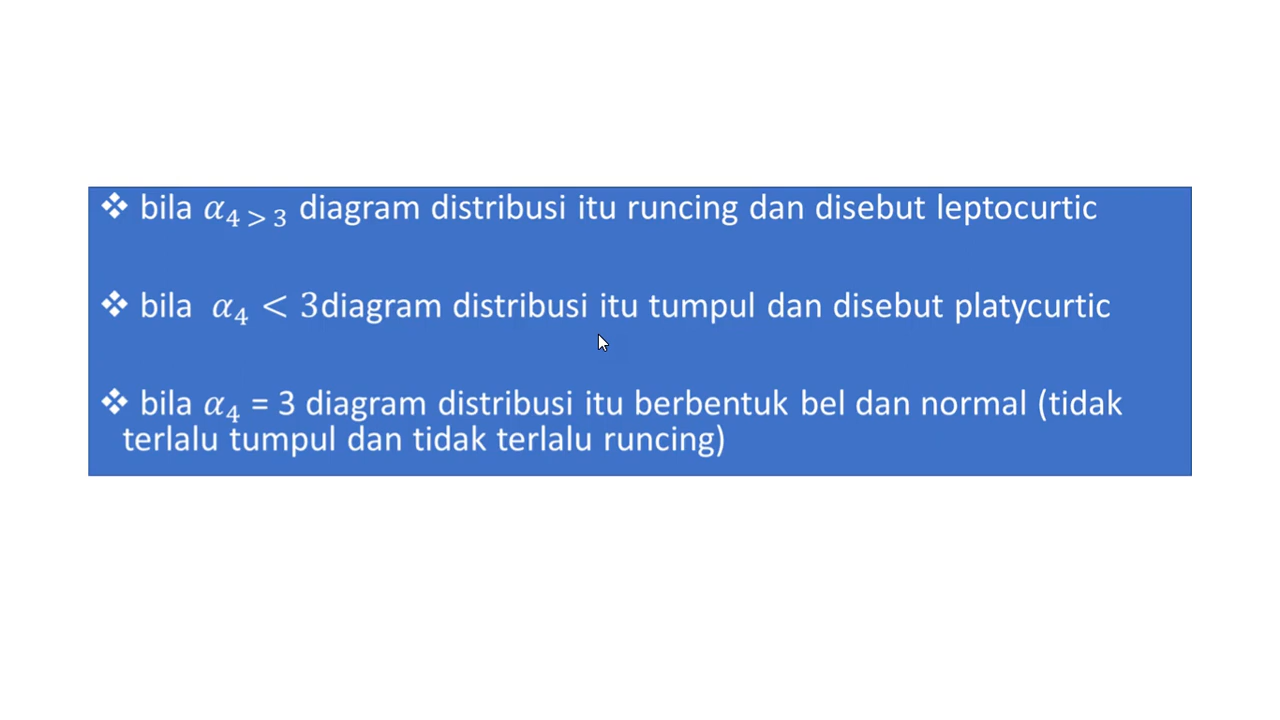 ❖ bila 𝛼₄ ﹥ ₃ diagram distribusi itu runcing dan disebut leptocurtic
❖ bila 𝛼₄ < 3diagram distribusi itu tumpul dan disebut platycurtic
❖ bila 𝛼₄ = 3 diagram distribusi itu berbentuk bel dan normal (tidak
terlalu tumpul dan tidak terlalu runcing)